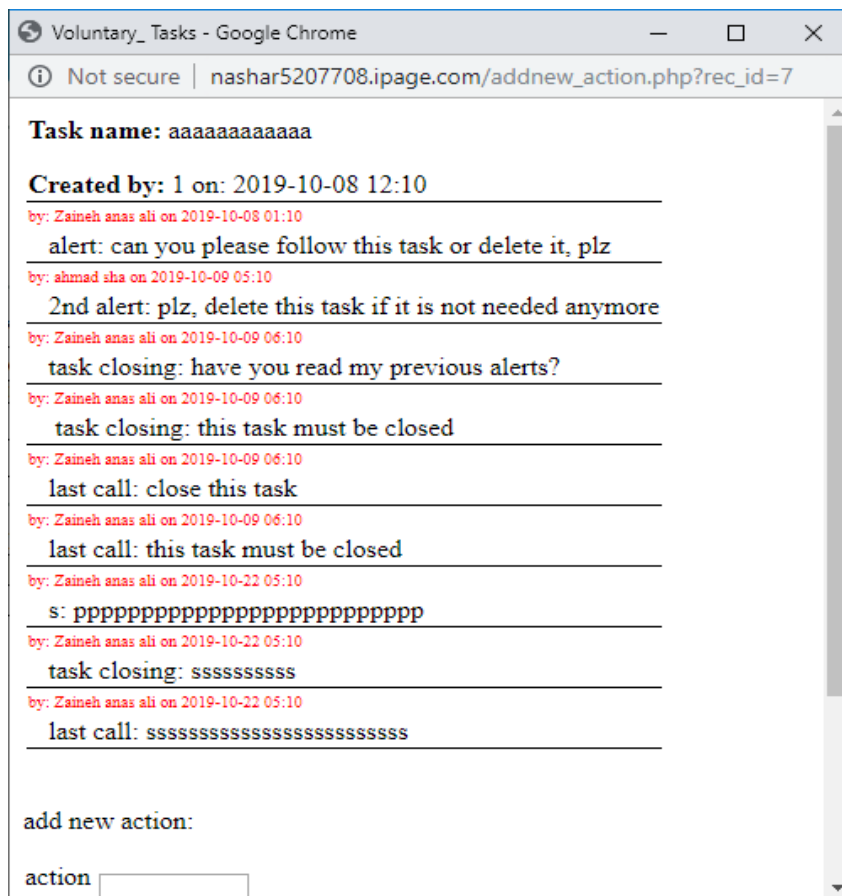 Voluntary_ Tasks - Google Chrome
Not secure | nashar5207708.ipage.com/addnew_action.php?rec_id=7
Task name: aaaaaaaaaaaa
Created by: 1 on: 2019-10-08 12:10
by: Zaineh anas ali on 2019-10-08 01:10
alert: can you please follow this task or delete it, plz
by: ahmad sha on 2019-10-09 05:10
2nd alert: plz, delete this task if it is not needed anymore
by: Zaineh anas ali on 2019-10-09 06:10
task closing: have you read my previous alerts?
by: Zaineh anas ali on 2019-10-09 06:10
task closing: this task must be closed
by: Zaineh anas ali on 2019-10-09 06:10
last call: close this task
by: Zaineh anas ali on 2019-10-09 06:10
last call: this task must be closed
by: Zaineh anas ali on 2019-10-22 05:10
s: pppppppppppppppppppppppppp
by: Zaineh anas ali on 2019-10-22 05:10
task closing: ssssssssss
by: Zaineh anas ali on 2019-10-22 05:10
last call: sssssssssssssssssssssssss
add new action:
action